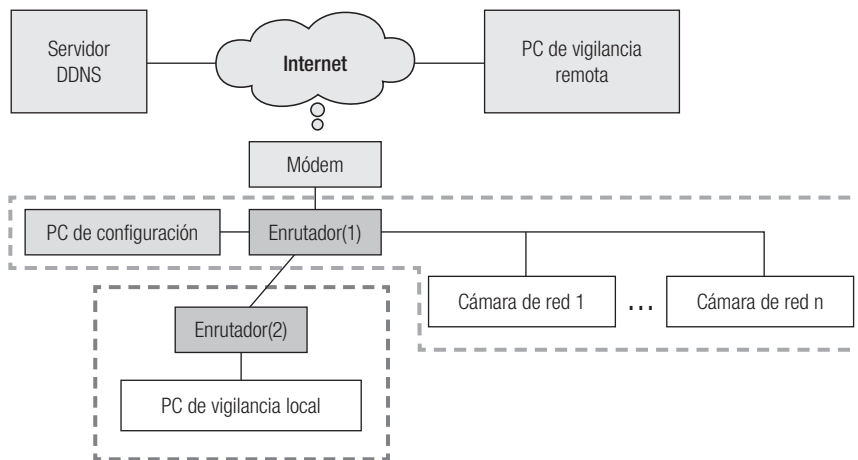 Servidor
DDNS
Internet
PC de vigilancia
remota
Módem
PC de configuración
Enrutador(1)
Cámara de red 1
...
Cámara de red n
Enrutador(2)
PC de vigilancia local